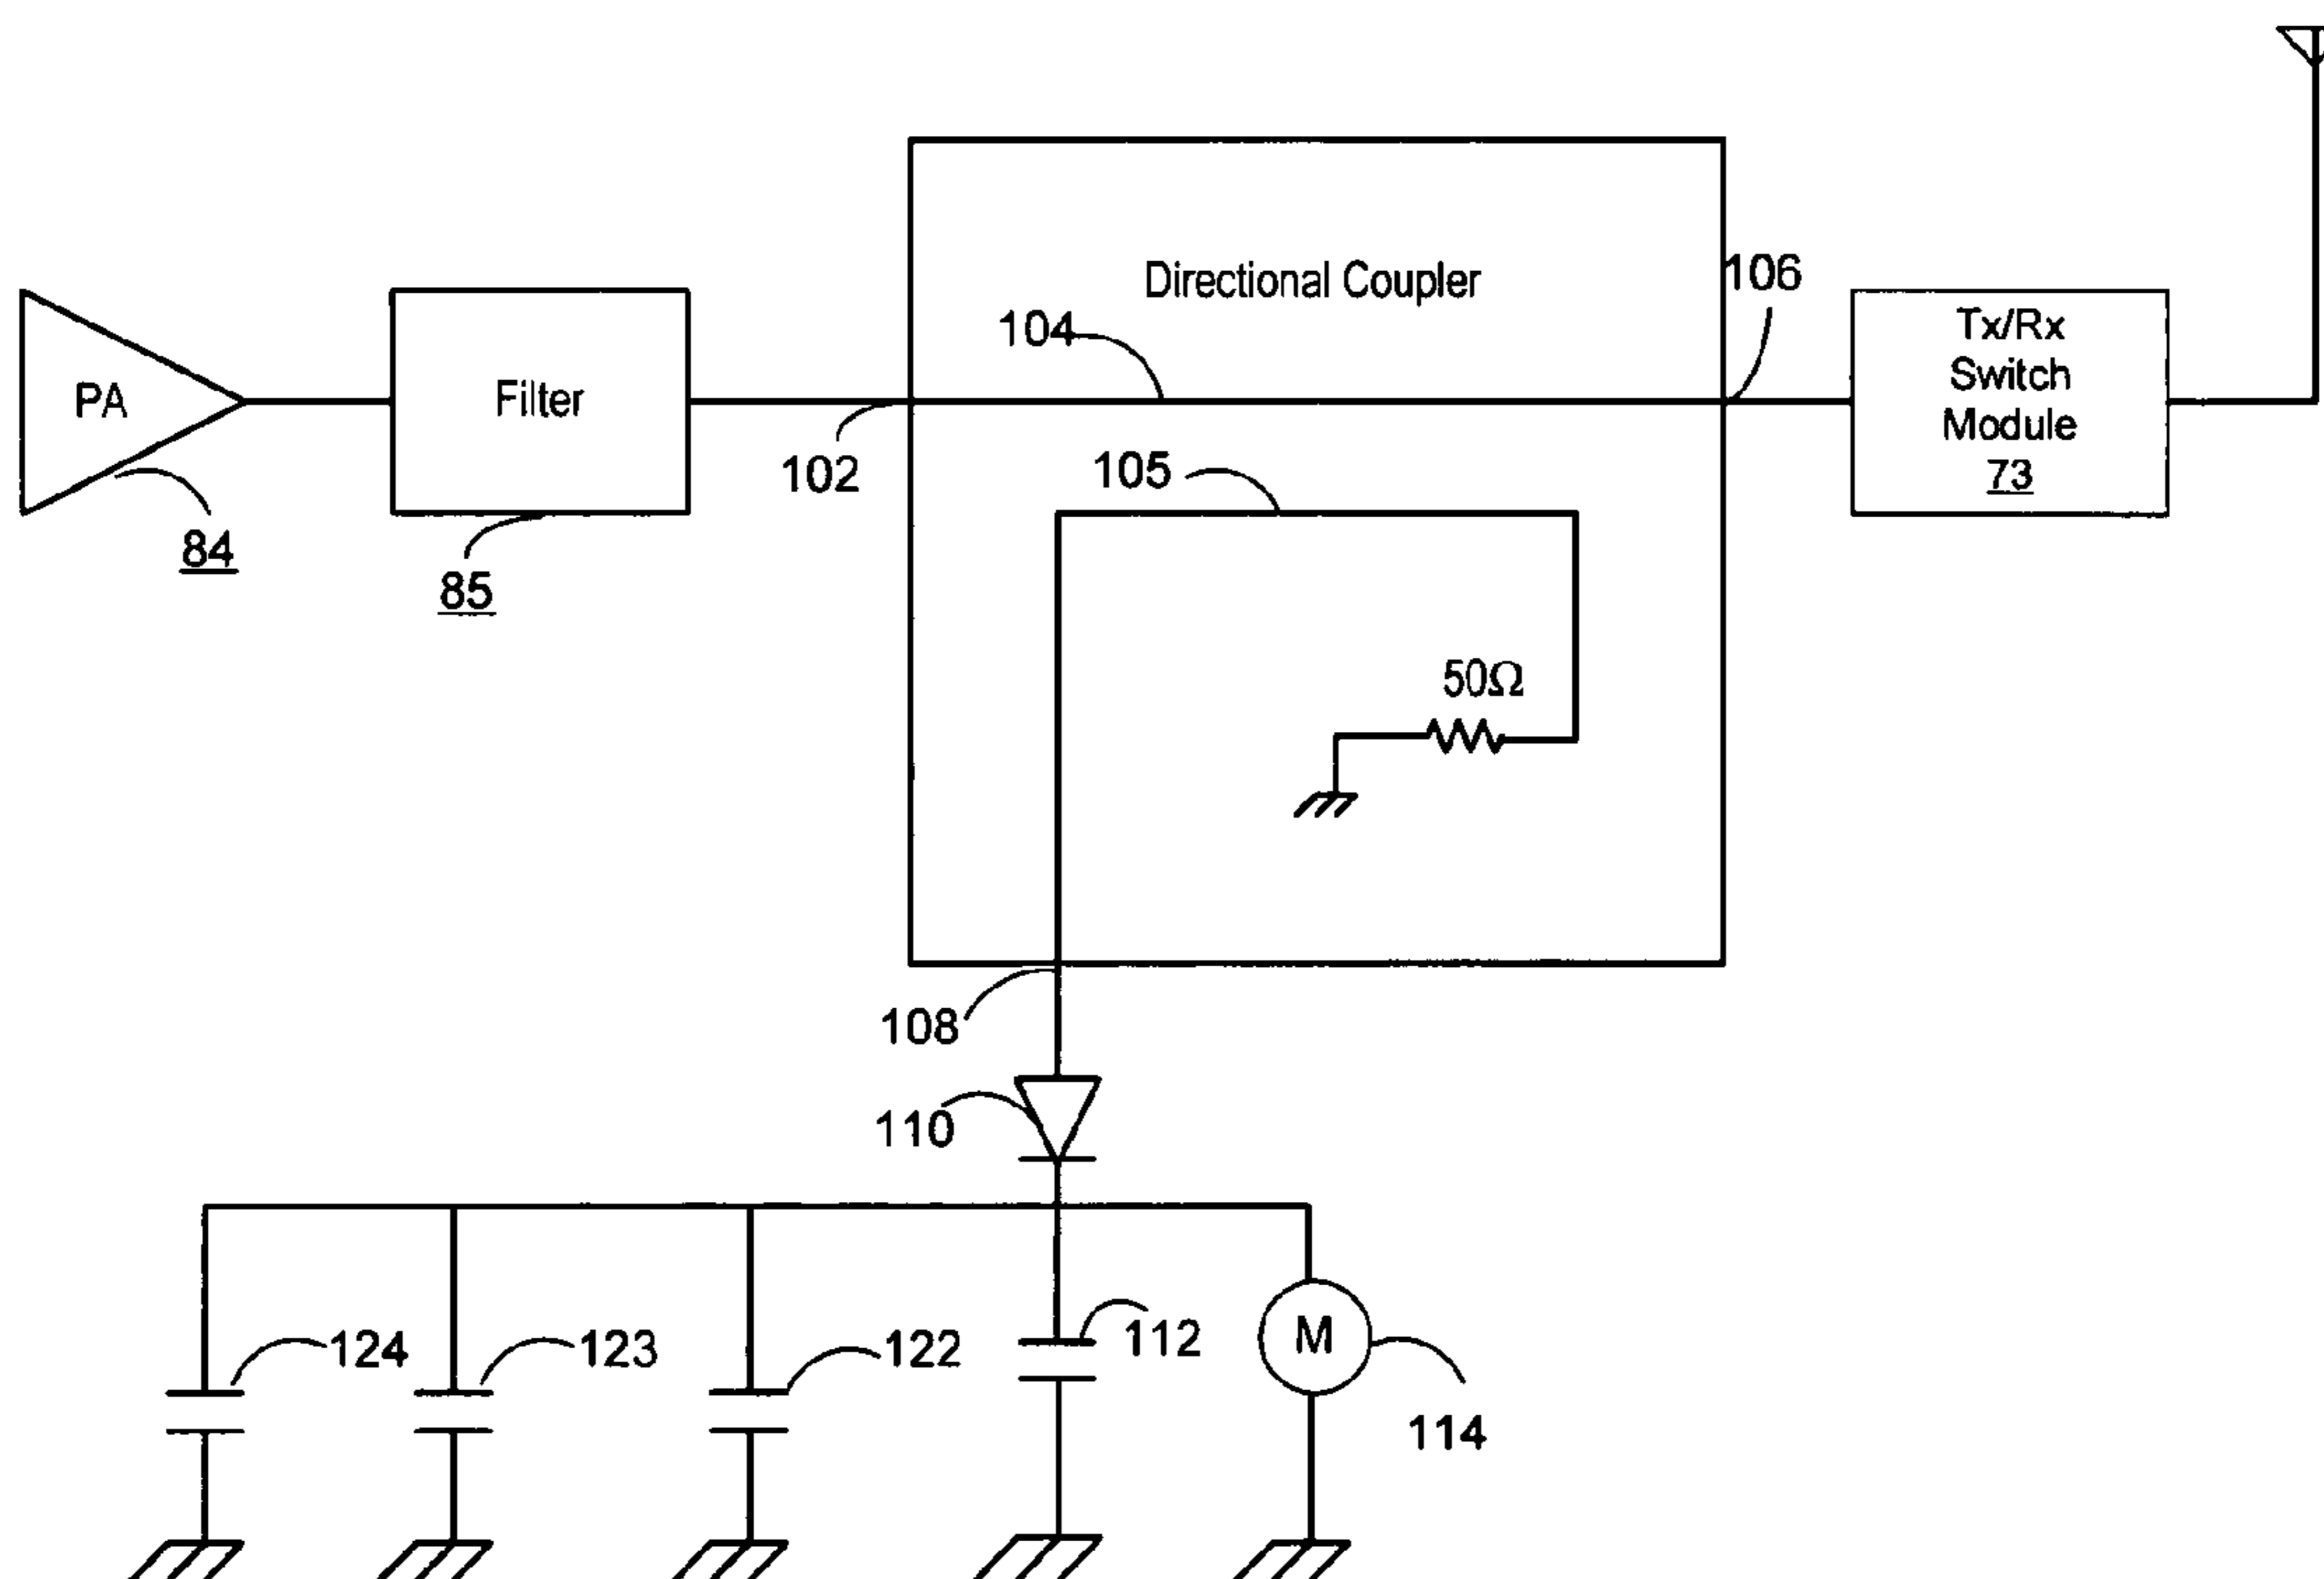 Directional Coupler
106
104
Tx/Rx
Switch
Module
73
PA
Filter
102
105
84
85
50Ω
108
110
124
123
122
112
M
114